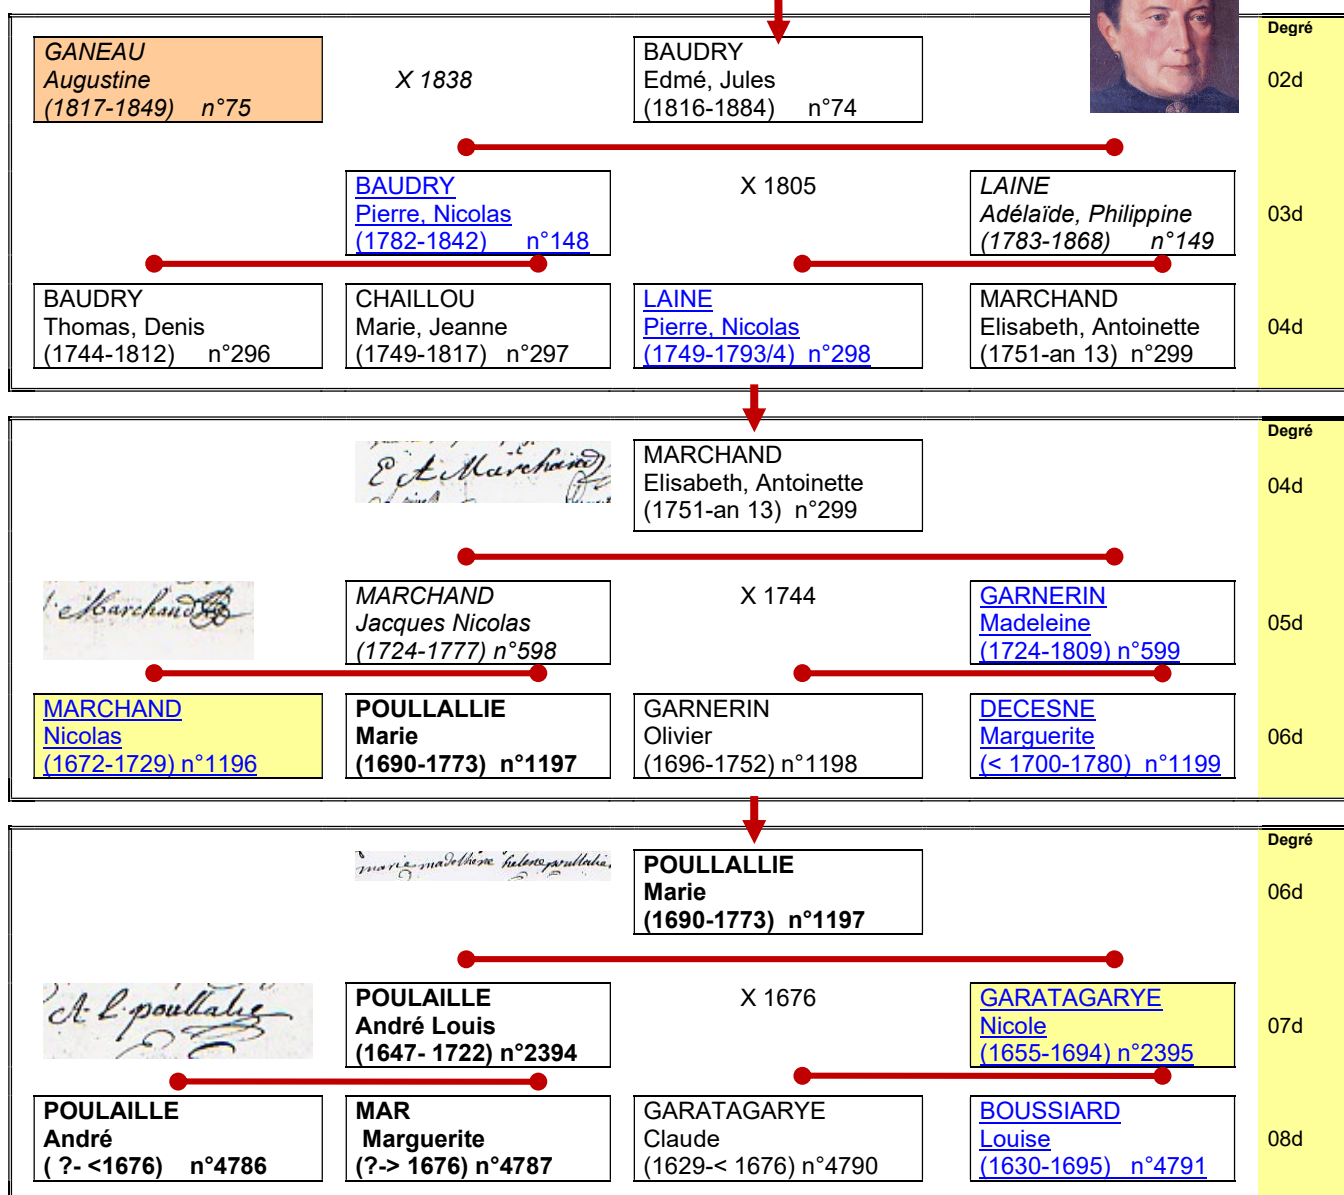 Degré
GANEAU
Augustine
(1817-1849) n°75
X 1838
BAUDRY
Edmé, Jules
(1816-1884) n°74
02d
BAUDRY
Pierre, Nicolas
(1782-1842) n°148
X 1805
LAINE
Adélaïde, Philippine
(1783-1868) n°149
03d
BAUDRY
Thomas, Denis
(1744-1812) n°296
CHAILLOU
Marie, Jeanne
(1749-1817) n°297
LAINE
Pierre, Nicolas
(1749-1793/4) n°298
MARCHAND
Elisabeth, Antoinette
(1751-an 13) n°299
04d
Degré
E A Marchand
MARCHAND
Elisabeth, Antoinette
(1751-an 13) n°299
04d
Marchand
MARCHAND
Jacques Nicolas
(1724-1777) n°598
X 1744
GARNERIN
Madeleine
(1724-1809) n°599
05d
MARCHAND
Nicolas
(1672-1729) n°1196
POULLALLIE
Marie
(1690-1773) n°1197
GARNERIN
Olivier
(1696-1752) n°1198
DECESNE
Marguerite
(< 1700-1780) n°1199
06d
Degré
marie madelhene helene poullalie
POULLALLIE
Marie
(1690-1773) n°1197
06d
A. L. poullalie
POULAILLE
André Louis
(1647- 1722) n°2394
X 1676
GARATAGARYE
Nicole
(1655-1694) n°2395
07d
POULAILLE
André
( ?- <1676) n°4786
MAR
Marguerite
(?-> 1676) n°4787
GARATAGARYE
Claude
(1629-< 1676) n°4790
BOUSSIARD
Louise
(1630-1695) n°4791
08d